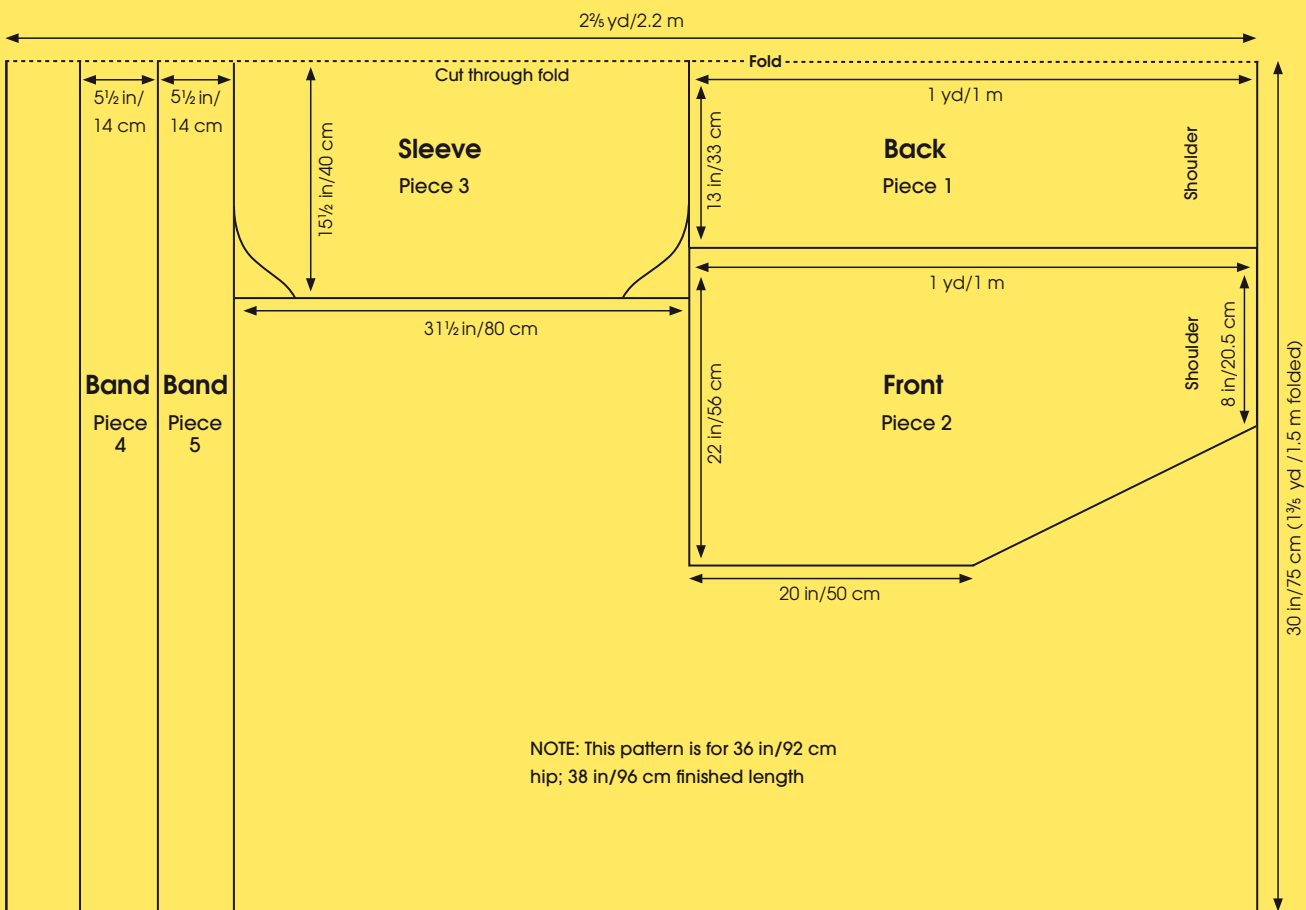 2⅖ yd/2.2 m
Fold
Cut through fold
5½ in/
14 cm
5½ in/
14 cm
15½ in/40 cm
Sleeve
Piece 3
31½ in/80 cm
1 yd/1 m
13 in/33 cm
Back
Piece 1
Shoulder
1 yd/1 m
22 in/56 cm
Front
Piece 2
Shoulder
8 in/20.5 cm
20 in/50 cm
30 in/75 cm (1⅗ yd /1.5 m folded)
Band
Piece
4
Band
Piece
5
NOTE: This pattern is for 36 in/92 cm
hip; 38 in/96 cm finished length